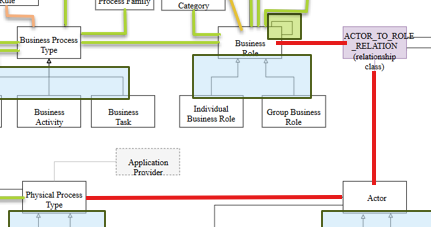 Rule
Process Family
Category
Business Process
Type
Business
Role
ACTOR_TO_ROLE
_RELATION
(relationship
class)
Business
Activity
Business
Task
Individual
Business Role
Group Business
Role
Application
Provider
Physical Process
Type
Actor